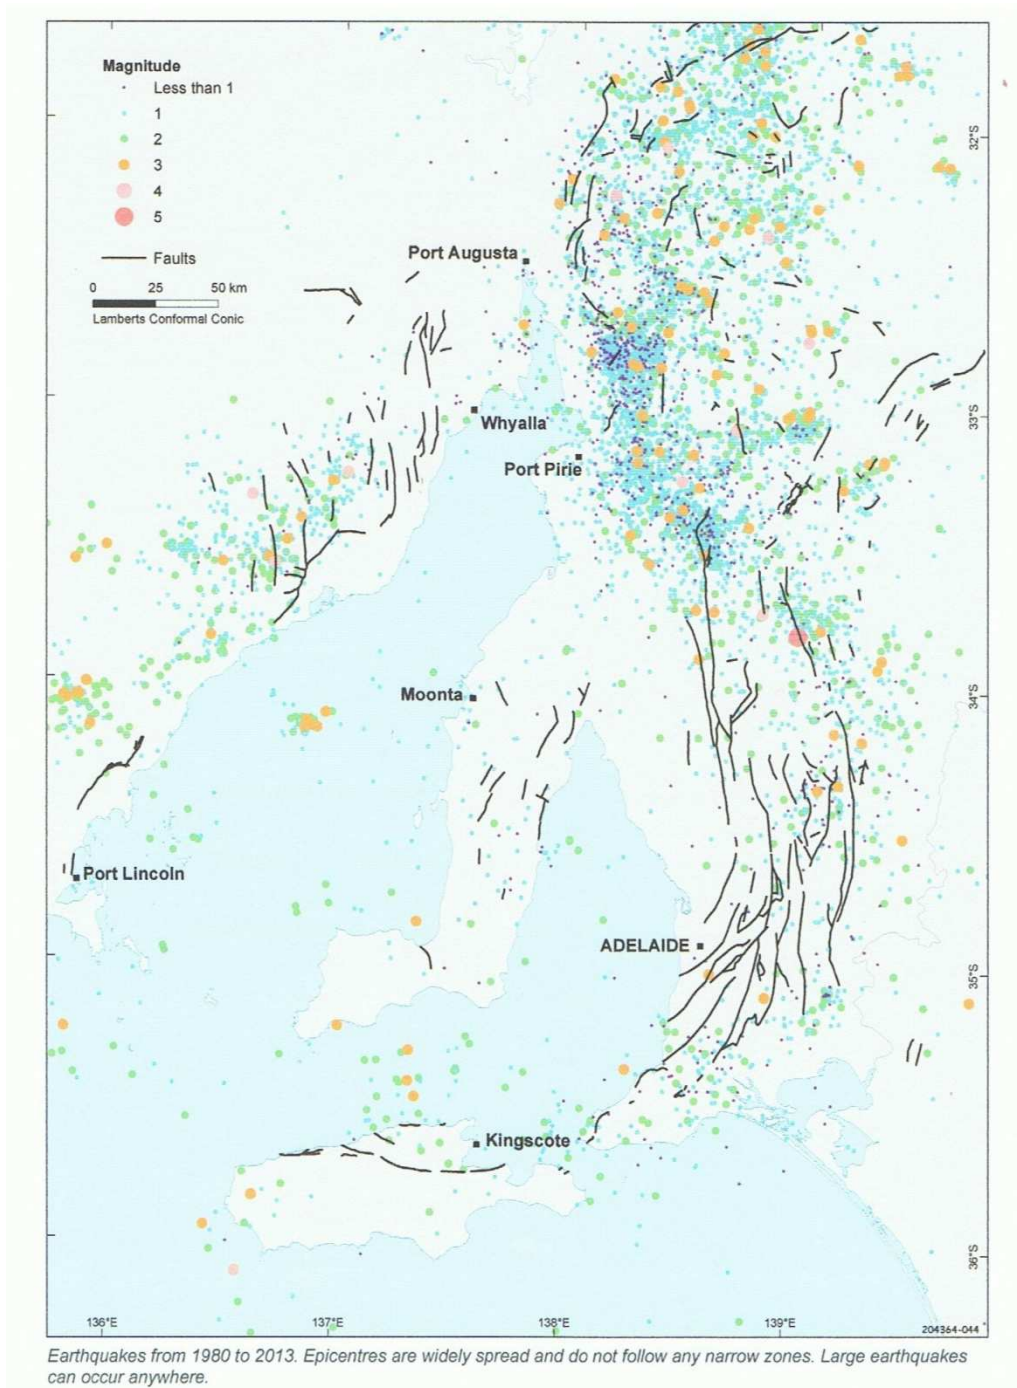 Magnitude
Less than 1
1
2
3
4
5
Faults
0 25 50 km
Lamberts Conformal Conic
Port Augusta
Whyalla
Port Pirie
Moonta
Port Lincoln
ADELAIDE
Kingscote
32°S
33°S
34°S
35°S
36°S
136°E 137°E 138°E 139°E
204364-044
Earthquakes from 1980 to 2013. Epicentres are widely spread and do not follow any narrow zones. Large earthquakes
can occur anywhere.